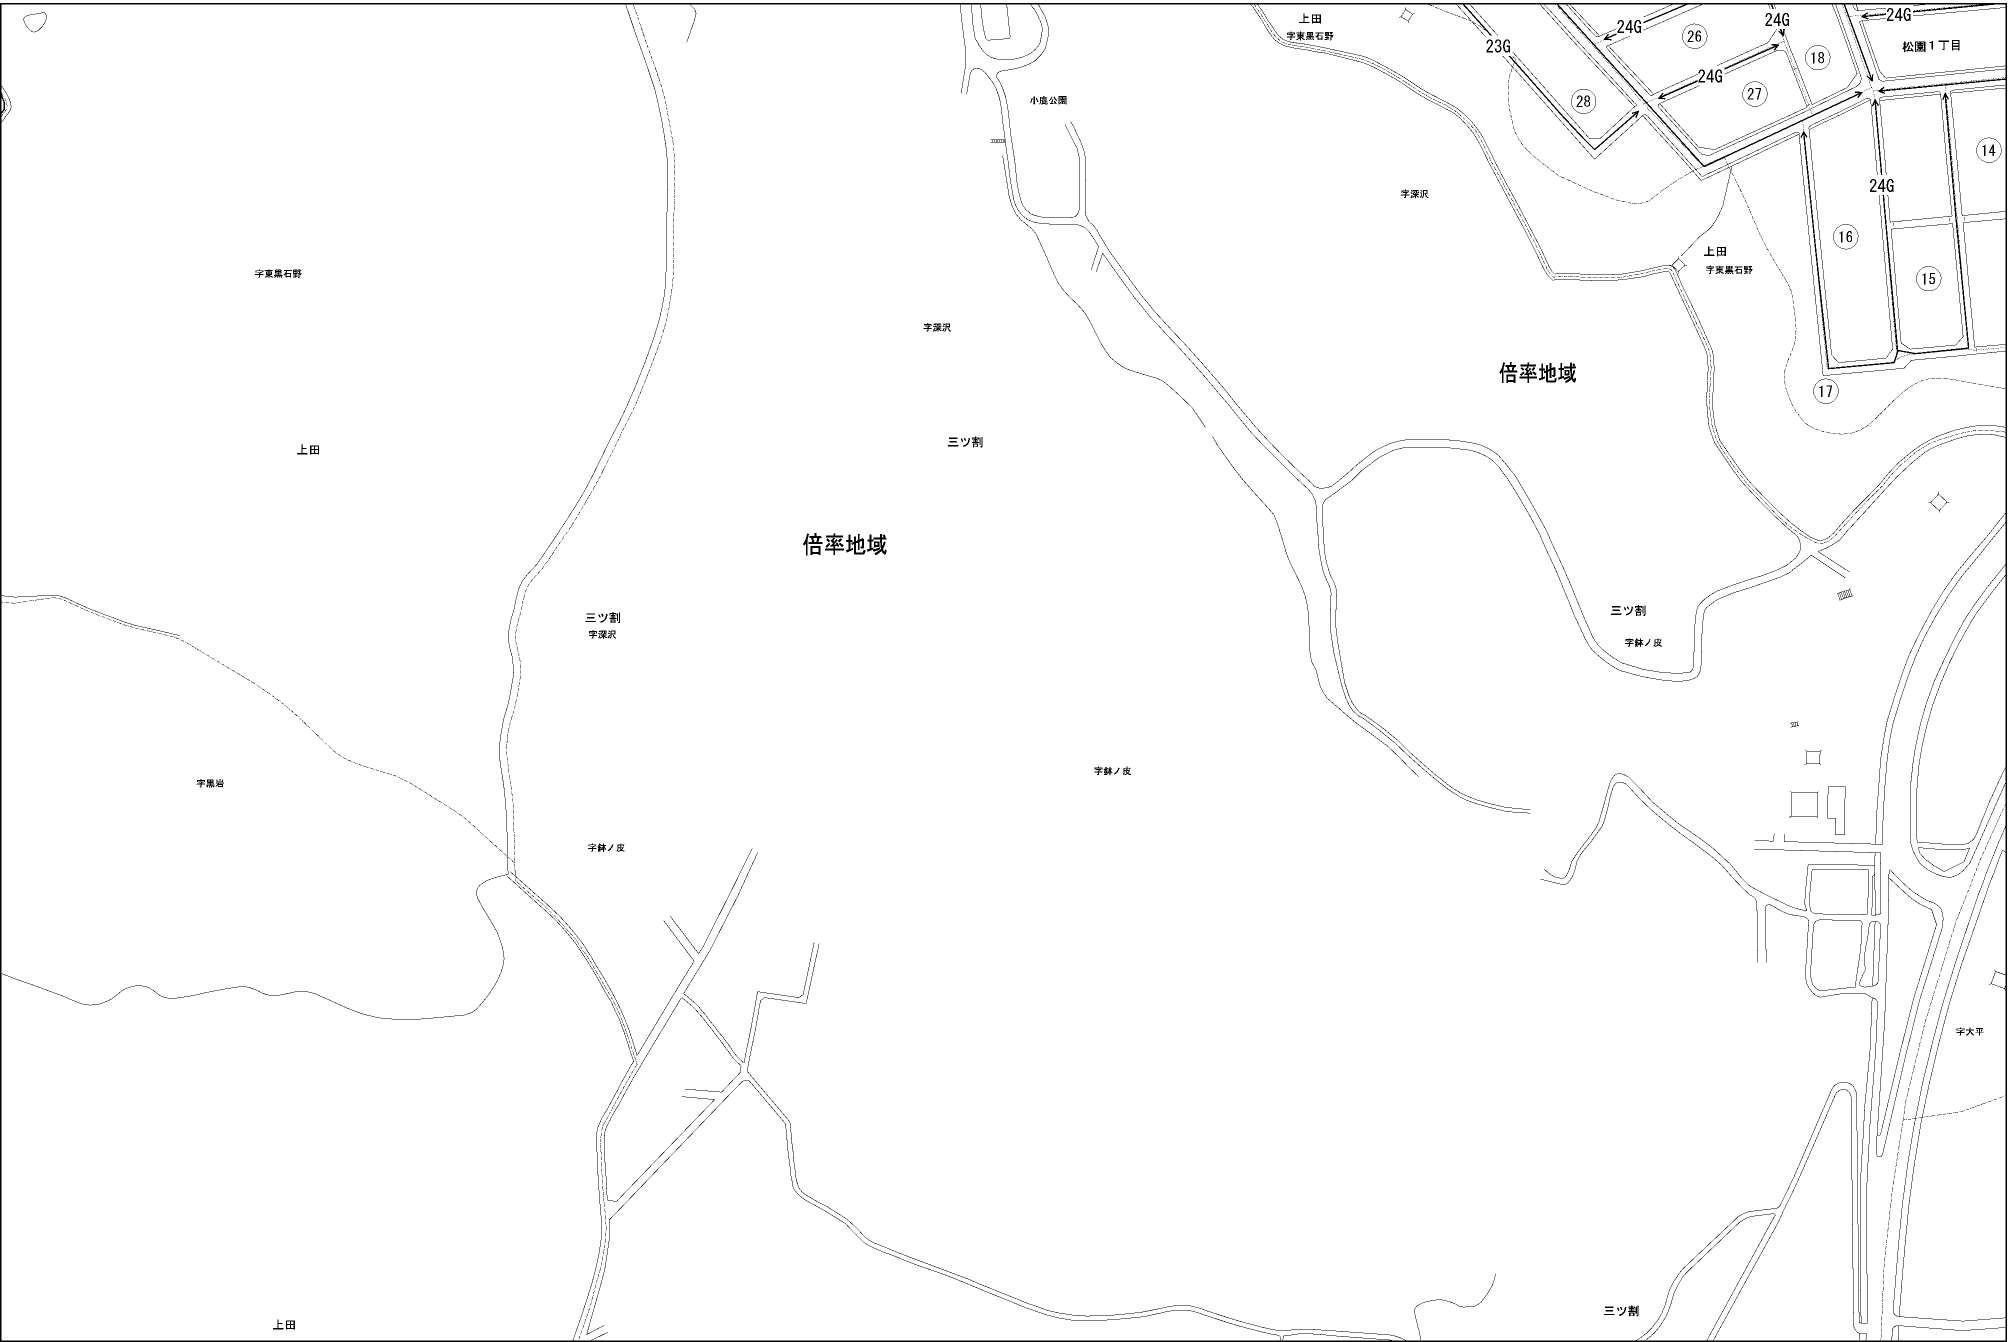 上田
字東黒石野
24G
24G
24G
26
松園1丁目
23G
18
24G
27
28
小鹿公園
14
24G
字深沢
16
上田
字東黒石野
字東黒石野
15
字深沢
倍率地域
17
三ツ割
上田
倍率地域
三ツ割
字深沢
三ツ割
字鉢ノ皮
字鉢ノ皮
字黒岩
字鉢ノ皮
字大平
三ツ割
上田